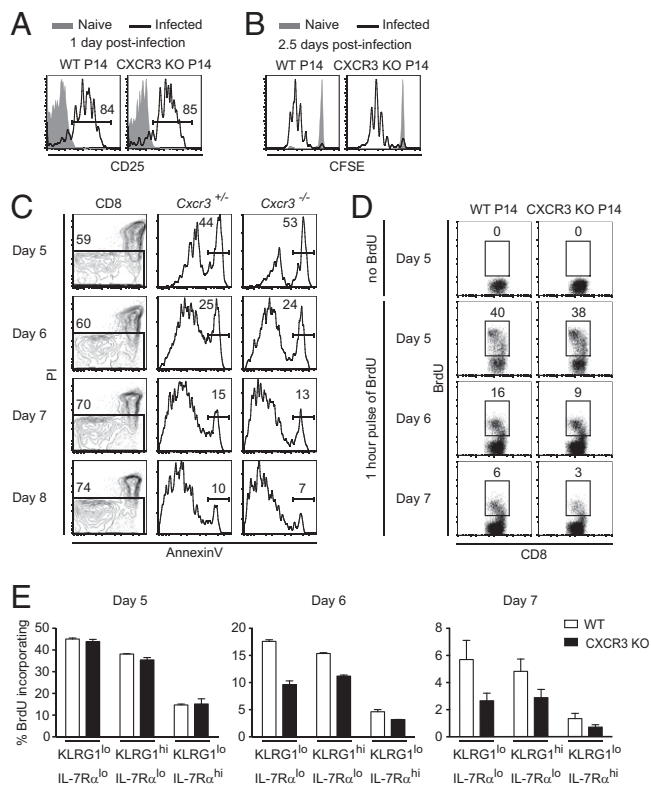 A
Naive Infected
1 day post-infection
WT P14 CXCR3 KO P14
84 85
CD25
B
Naive Infected
2.5 days post-infection
WT P14 CXCR3 KO P14
CFSE
C
CD8 Cxcr3 +/- Cxcr3 -/-
Day 5 59 44 53
Day 6 60 25 24
Day 7 70 15 13
Day 8 74 10 7
PI
AnnexinV
D
WT P14 CXCR3 KO P14
no BrdU Day 5 0 0
1 hour pulse of BrdU
Day 5 40 38
Day 6 16 9
Day 7 6 3
BrdU
CD8
E
Day 5 Day 6 Day 7
WT
CXCR3 KO
% BrdU incorporating
50 20 8
40 15 6
30 10 4
20 5 2
10 0 0
0
KLRG1lo KLRG1hi KLRG1lo KLRG1lo KLRG1hi KLRG1lo KLRG1lo KLRG1hi KLRG1lo
IL-7Rαlo IL-7Rαlo IL-7Rαhi IL-7Rαlo IL-7Rαlo IL-7Rαhi IL-7Rαlo IL-7Rαlo IL-7Rαhi